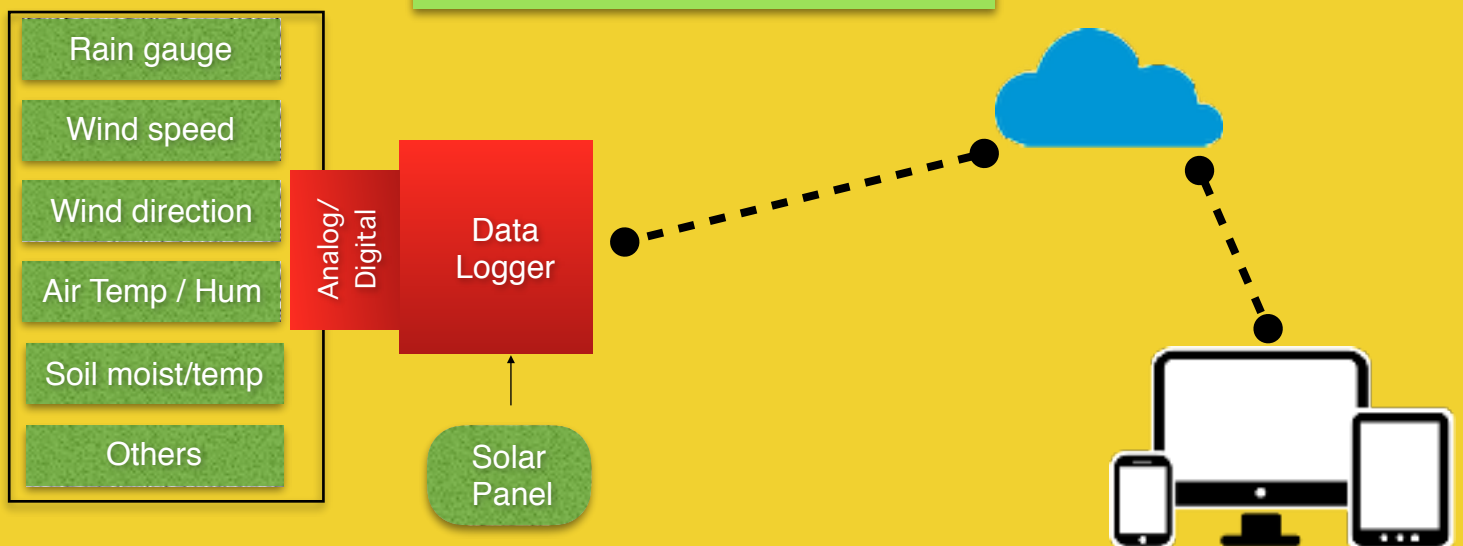 Rain gauge
Wind speed
Wind direction
Air Temp / Hum
Soil moist/temp
Others
Analog/
Digital
Data
Logger
Solar
Panel